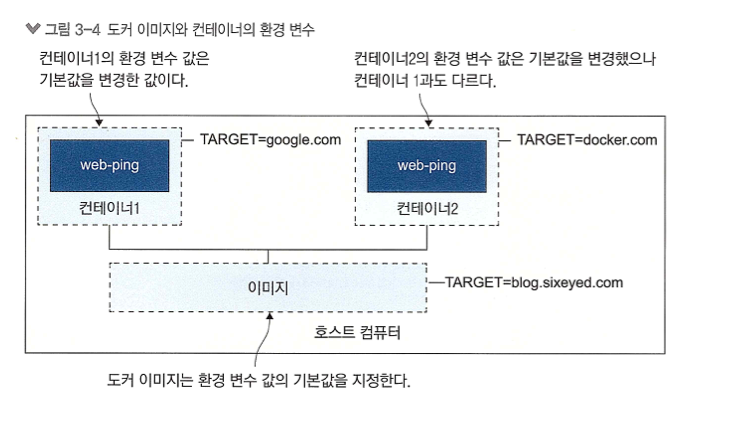 그림 3-4 도커 이미지와 컨테이너의 환경 변수
컨테이너1의 환경 변수 값은
기본값을 변경한 값이다.
컨테이너2의 환경 변수 값은 기본값을 변경했으나
컨테이너 1과도 다르다.
web-ping
컨테이너1
TARGET=google.com
web-ping
컨테이너2
TARGET=docker.com
이미지
TARGET=blog.sixeyed.com
호스트 컴퓨터
도커 이미지는 환경 변수 값의 기본값을 지정한다.